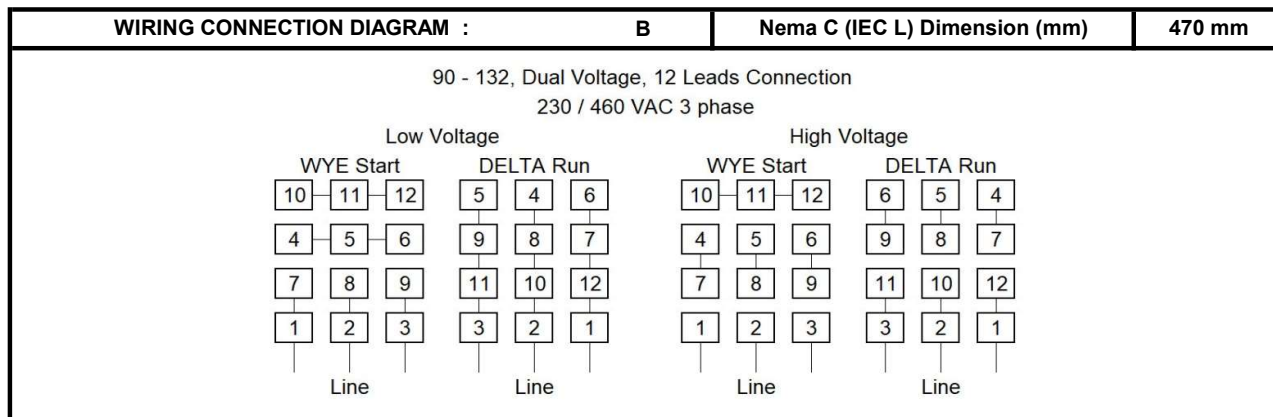 WIRING CONNECTION DIAGRAM : B Nema C (IEC L) Dimension (mm) 470 mm
90 - 132, Dual Voltage, 12 Leads Connection
230 / 460 VAC 3 phase
Low Voltage High Voltage
WYE Start DELTA Run WYE Start DELTA Run
10 11 12 5 4 6 10 11 12 6 5 4
4 5 6 9 8 7 4 5 6 9 8 7
7 8 9 11 10 12 7 8 9 11 10 12
1 2 3 3 2 1 1 2 3 3 2 1
Line Line Line Line